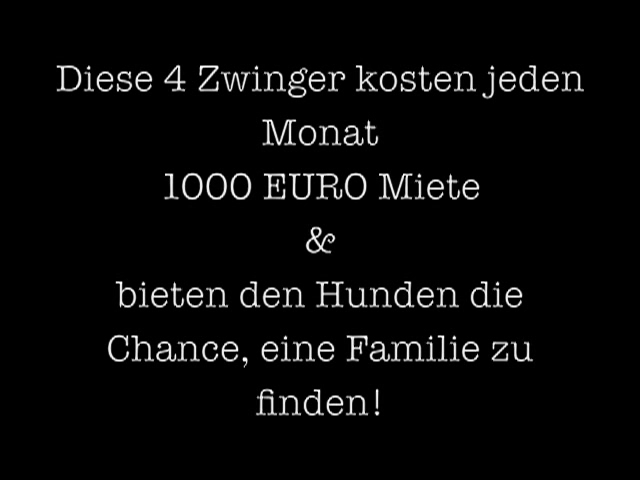 Diese 4 Zwinger kosten jeden
Monat
1000 EURO Miete
&
bieten den Hunden die
Chance, eine Familie zu
finden!